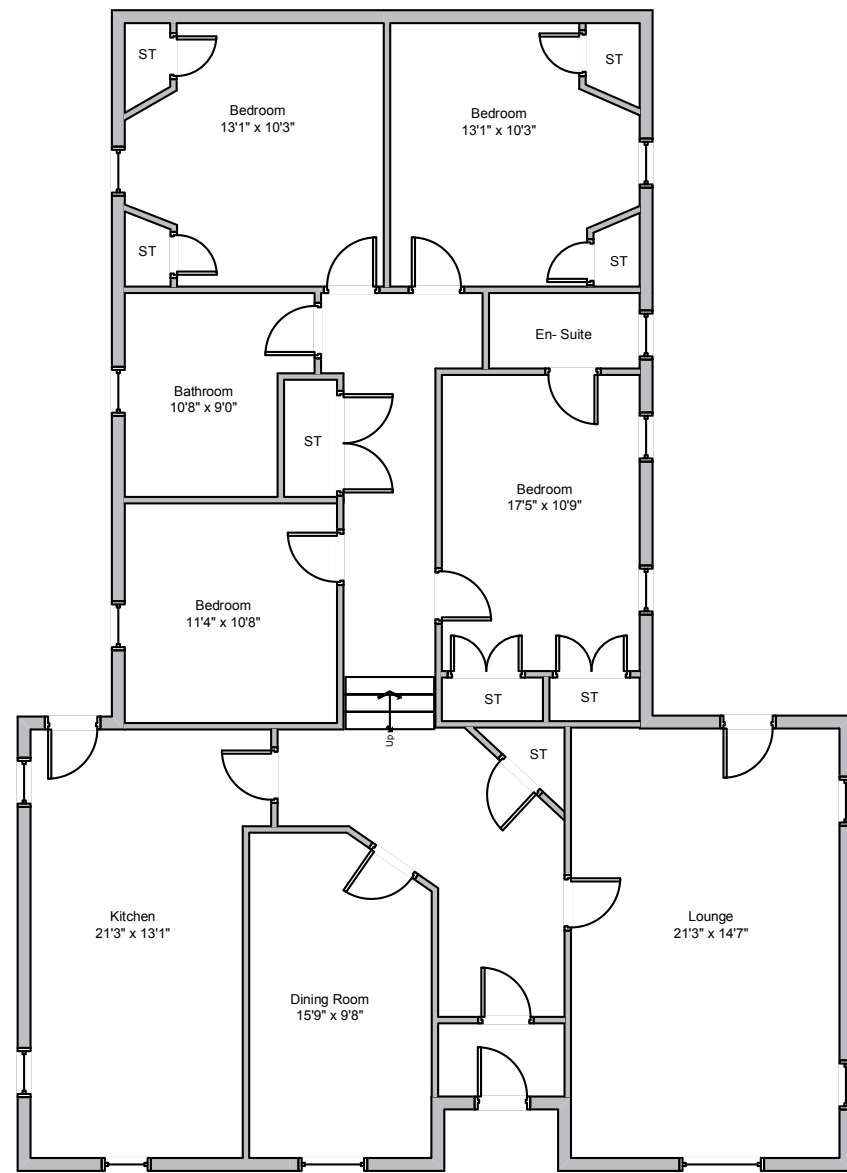 ST
ST
Bedroom
13'1" x 10'3"
Bedroom
13'1" x 10'3"
ST
ST
En- Suite
Bathroom
10'8" x 9'0"
ST
Bedroom
17'5" x 10'9"
Bedroom
11'4" x 10'8"
ST
ST
Up
ST
Kitchen
21'3" x 13'1"
Lounge
21'3" x 14'7"
Dining Room
15'9" x 9'8"